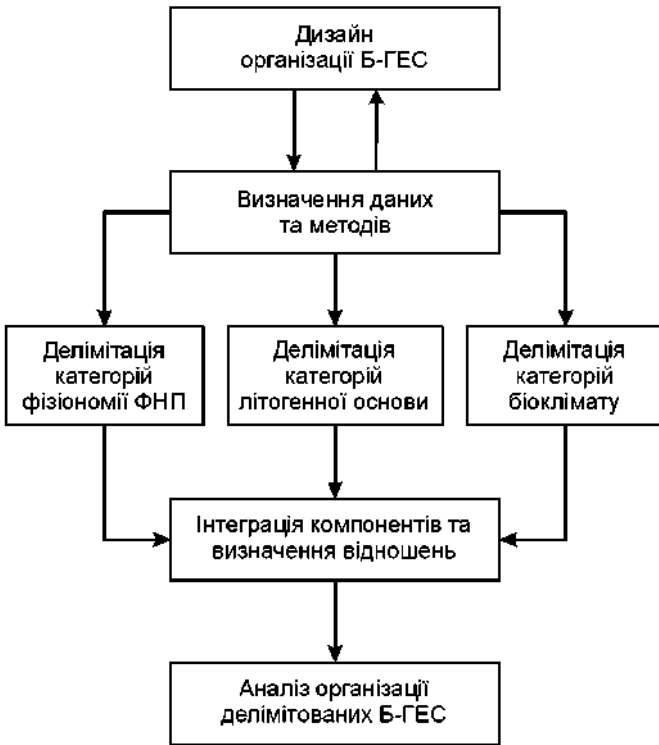 Дизайн
організації Б-ГЕС
Визначення даних
та методів
Делімітація
категорій
фізіономії ФНП
Делімітація
категорій
літогенної основи
Делімітація
категорій
біоклімату
Інтеграція компонентів та
визначення відношень
Аналіз організації
делімітованих Б-ГЕС